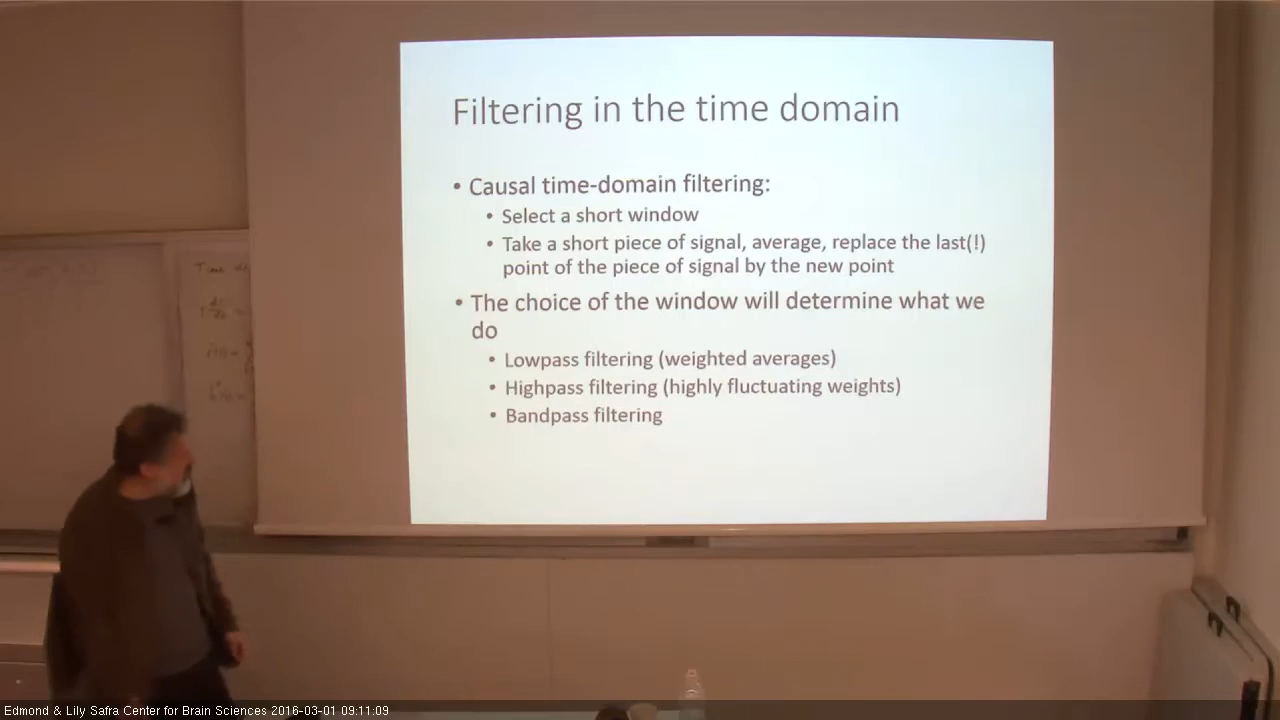 Filtering in the time domain
• Causal time-domain filtering:
• Select a short window
• Take a short piece of signal, average, replace the last(!)
point of the piece of signal by the new point
• The choice of the window will determine what we
do
• Lowpass filtering (weighted averages)
• Highpass filtering (highly fluctuating weights)
• Bandpass filtering
Time
Edmond & Lily Safra Center for Brain Sciences 2016-03-01 09:11:09